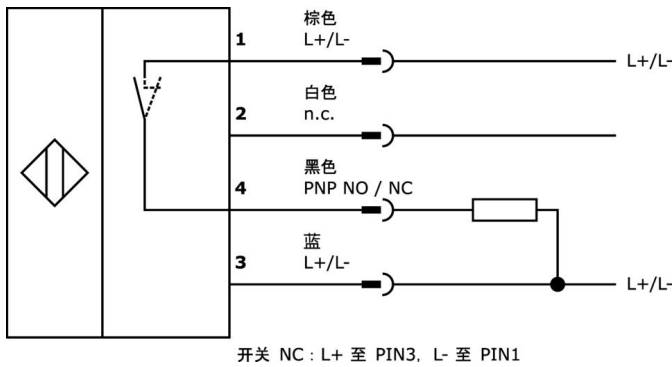 棕色
1 L+/L-
L+/L-
白色
2 n.c.
黑色
4 PNP NO / NC
蓝
3 L+/L-
L+/L-
开关 NC : L+ 至 PIN3, L- 至 PIN1